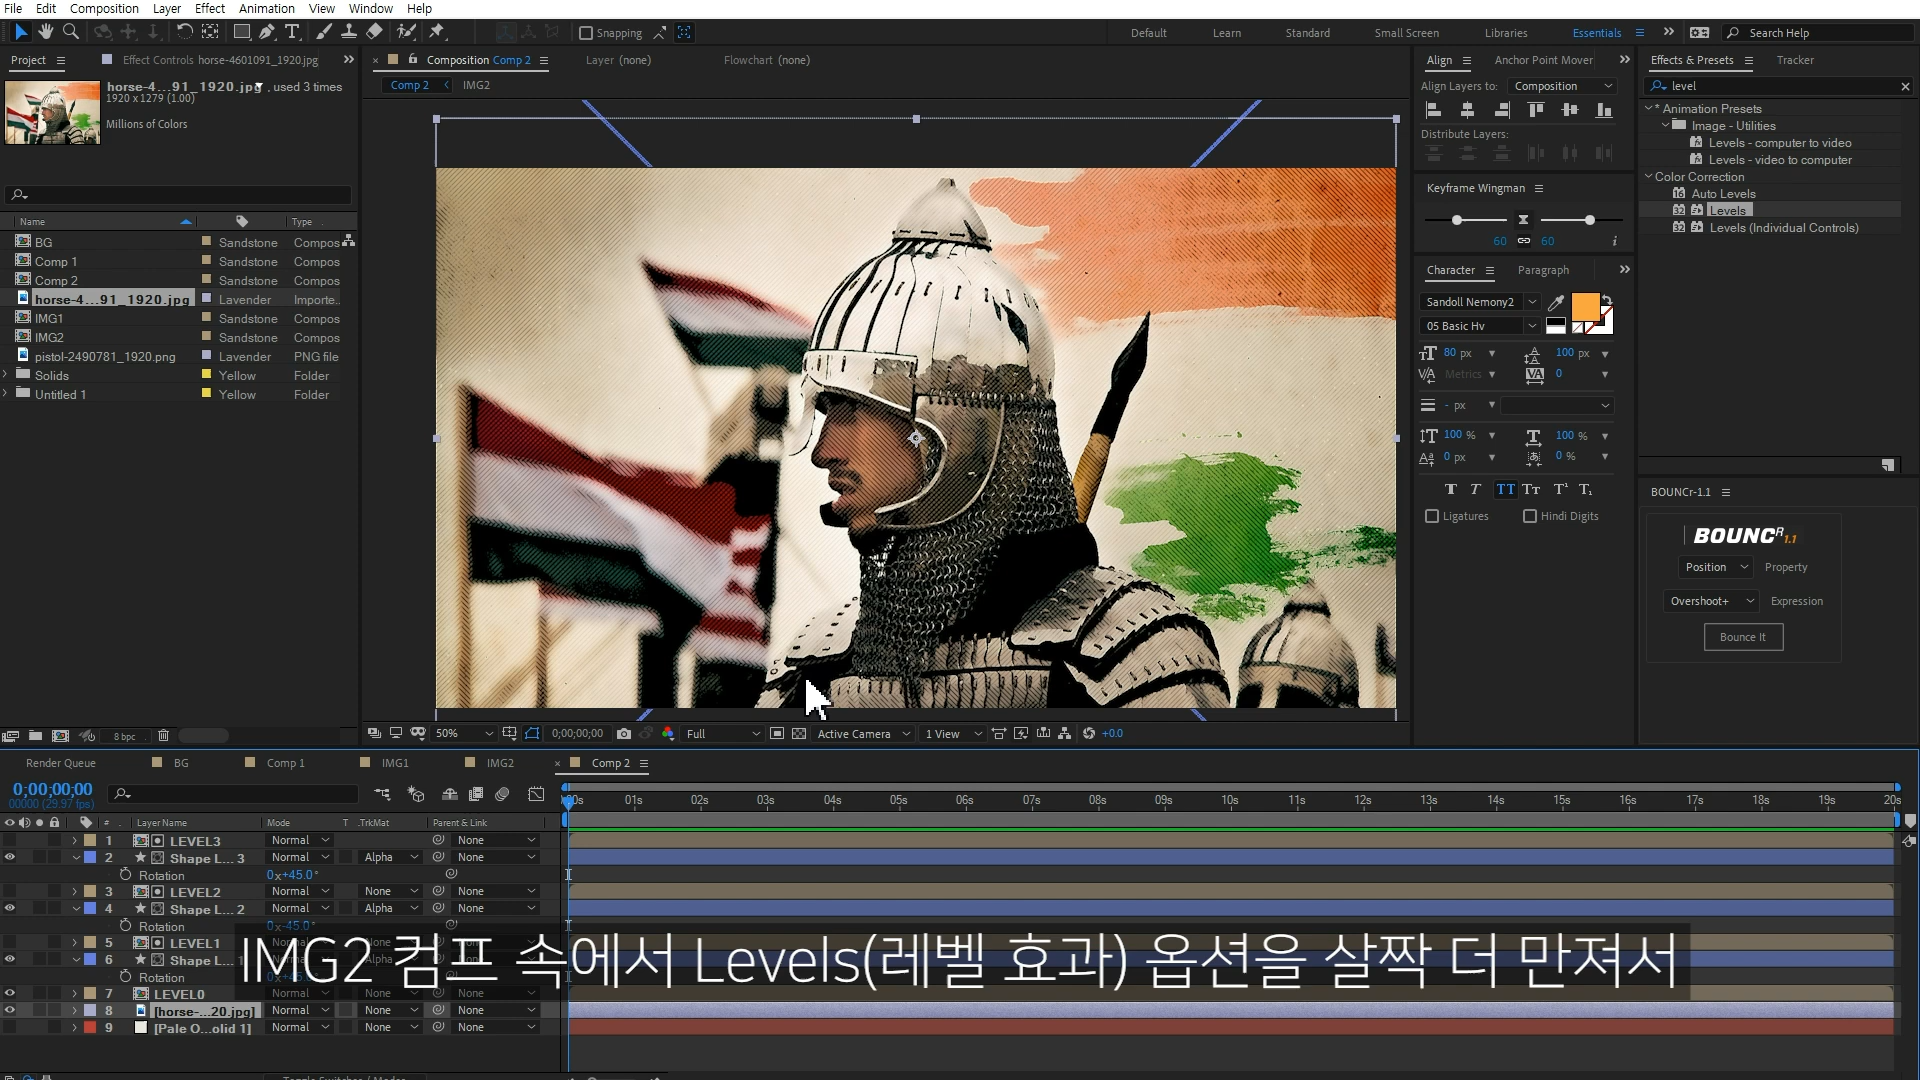 File Edit Composition Layer Effect Animation View Window Help
Snapping
Default Learn Standard Small Screen Libraries Essentials Search Help
Project Effect Controls horse-4601091_1920.jpg
horse-4...91_1920.jpg , used 3 times
1920 x 1279 (1.00)
Millions of Colors
Name Type
BG Sandstone Compos
Comp 1 Sandstone Compos
Comp 2 Sandstone Compos
horse-4...91_1920.jpg Lavender Importe..
IMG1 Sandstone Compos
IMG2 Sandstone Compos
pistol-2490781_1920.png Lavender PNG file
Solids Yellow Folder
Untitled 1 Yellow Folder
8 bpc
Composition Comp 2 Layer (none) Flowchart (none)
Comp 2 IMG2
50% 0;00;00;00 Full Active Camera 1 View +0.0
Align Anchor Point Mover
Align Layers to: Composition
Distribute Layers:
Keyframe Wingman
60 60
Character Paragraph
Sandoll Nemony2
05 Basic Hv
80 px 100 px
Metrics 0
- px
100 % 100 %
0 px 0 %
Ligatures Hindi Digits
Effects & Presets Tracker
level
* Animation Presets
Image - Utilities
Levels - computer to video
Levels - video to computer
Color Correction
Auto Levels
Levels
Levels (Individual Controls)
BOUNCr-1.1
BOUNCR 1.1
Position Property
Overshoot+ Expression
Bounce It
Render Queue BG Comp 1 IMG1 IMG2 Comp 2
0;00;00;00
00000 (29.97 fps)
:00s 01s 02s 03s 04s 05s 06s 07s 08s 09s 10s 11s 12s 13s 14s 15s 16s 17s 18s 19s 20s
# Layer Name Mode T .TrkMat Parent & Link
1 LEVEL3 Normal None
2 Shape L... 3 Normal Alpha None
Rotation 0x+45.0°
3 LEVEL2 Normal None None
4 Shape L... 2 Normal Alpha None
Rotation 0x-45.0°
5 LEVEL1 None
6 Shape L...
Rotation
7 LEVEL0 Normal None None
8 [horse-...20.jpg] Normal None None
9 [Pale O...olid 1] Normal None None
IMG2 컴프 속에서 Levels(레벨 효과) 옵션을 살짝 더 만져서